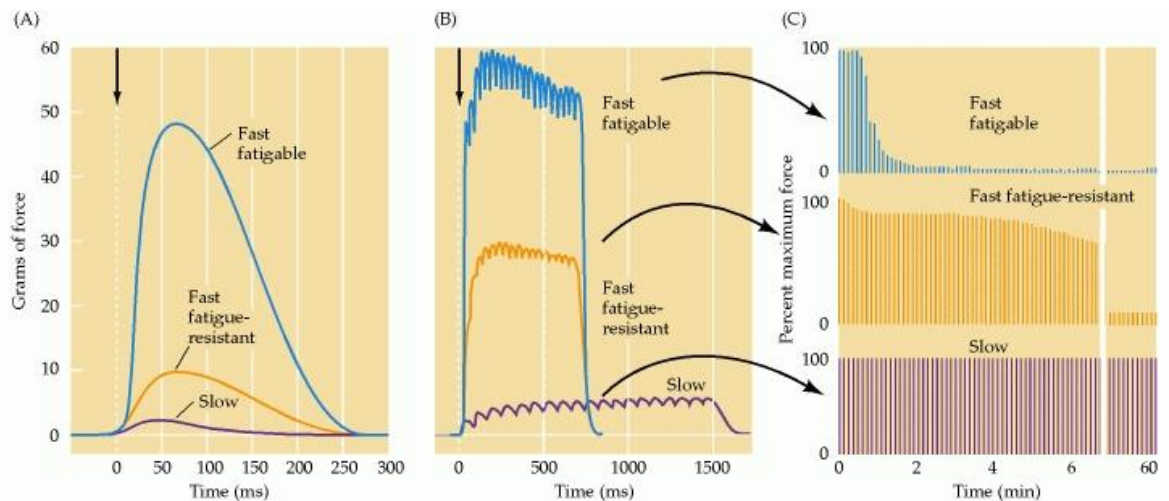 (A)
60
50
40
30
20
10
0
Grams of force
Fast
fatigable
Fast
fatigue-
resistant
Slow
0 50 100 150 200 250 300
Time (ms)
(B)
Fast
fatigable
Fast
fatigue-
resistant
Slow
0 500 1000 1500
Time (ms)
(C)
Percent maximum force
100
Fast
fatigable
0
Fast fatigue-resistant
100
0
Slow
100
0
0 2 4 6 60
Time (min)